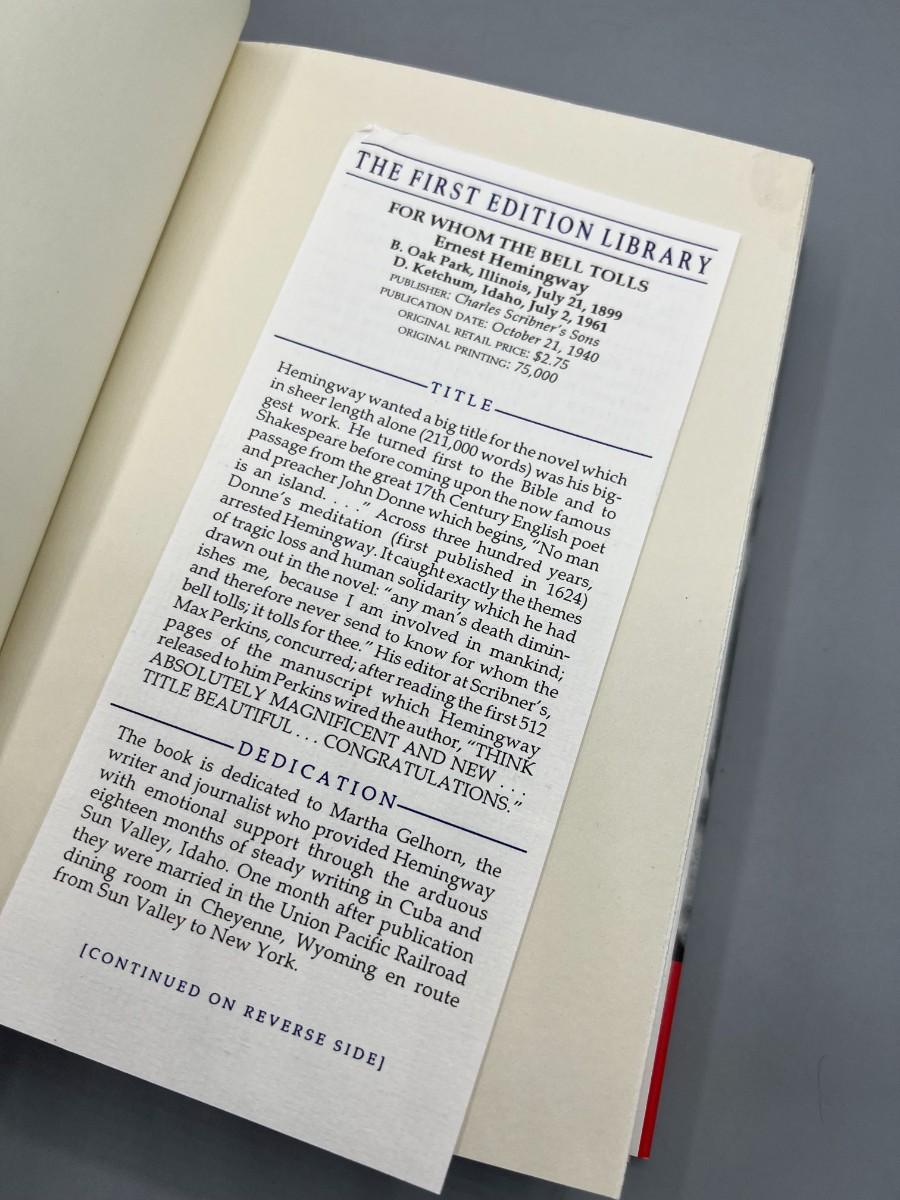 THE FIRST EDITION LIBRARY
FOR WHOM THE BELL TOLLS
Ernest Hemingway
B. Oak Park, Illinois, July 21, 1899
D. Ketchum, Idaho, July 2, 1961
PUBLISHER: Charles Scribner's Sons
PUBLICATION DATE: October 21, 1940
ORIGINAL RETAIL PRICE: $2.75
ORIGINAL PRINTING: 75,000
TITLE
Hemingway wanted a big title for the novel which
in sheer length alone (211,000 words) was his big-
gest work. He turned first to the Bible and to
Shakespeare before coming upon the now famous
passage from the great 17th Century English poet
and preacher John Donne which begins, “No man
is an island. . . .” Across three hundred years,
Donne's meditation (first published in 1624)
arrested Hemingway. It caught exactly the themes
of tragic loss and human solidarity which he had
drawn out in the novel: “any man's death dimin-
ishes me, because I am involved in mankind;
and therefore never send to know for whom the
bell tolls; it tolls for thee.” His editor at Scribner's,
Max Perkins, concurred; after reading the first 512
pages of the manuscript which Hemingway
released to him Perkins wired the author, “THINK
ABSOLUTELY MAGNIFICENT AND NEW . . .
TITLE BEAUTIFUL . . . CONGRATULATIONS.”
DEDICATION
The book is dedicated to Martha Gelhorn, the
writer and journalist who provided Hemingway
with emotional support through the arduous
eighteen months of steady writing in Cuba and
Sun Valley, Idaho. One month after publication
they were married in the Union Pacific Railroad
dining room in Cheyenne, Wyoming en route
from Sun Valley to New York.
[CONTINUED ON REVERSE SIDE]